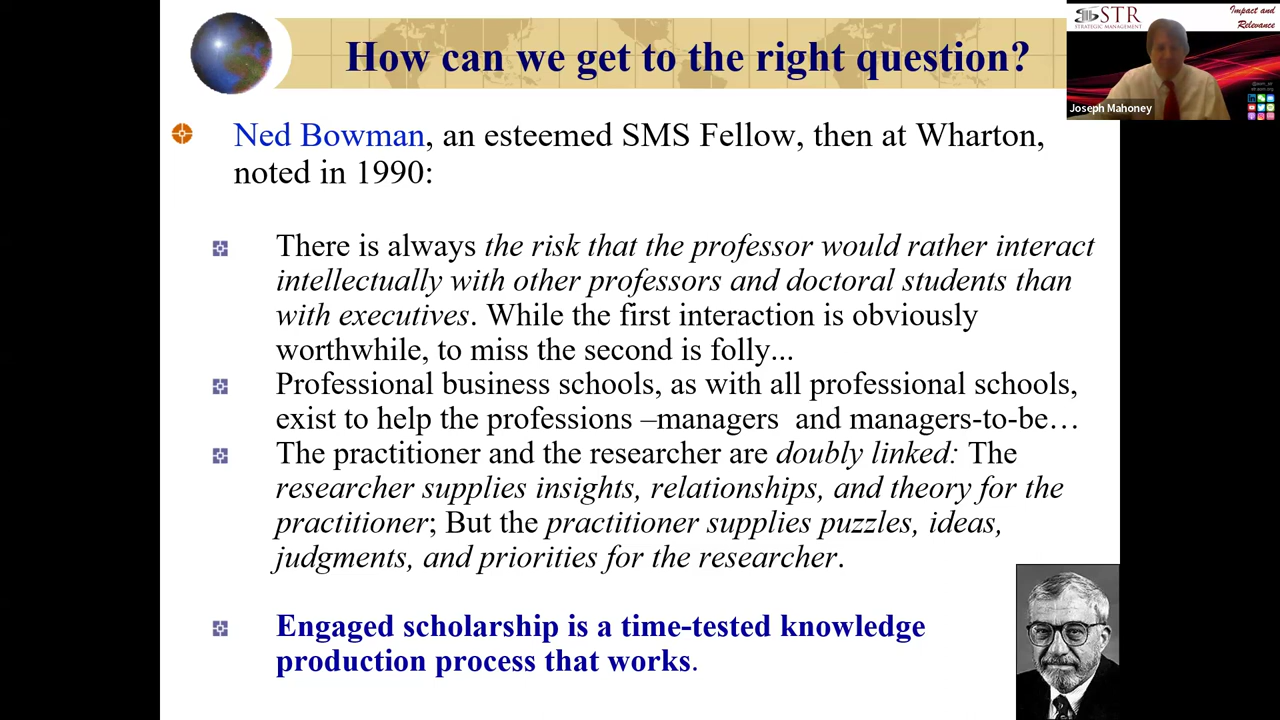 How can we get to the right question?
STR
STRATEGIC MANAGEMENT
Impact and
Relevance
Joseph Mahoney
Ned Bowman, an esteemed SMS Fellow, then at Wharton,
noted in 1990:
There is always the risk that the professor would rather interact
intellectually with other professors and doctoral students than
with executives. While the first interaction is obviously
worthwhile, to miss the second is folly...
Professional business schools, as with all professional schools,
exist to help the professions –managers and managers-to-be…
The practitioner and the researcher are doubly linked: The
researcher supplies insights, relationships, and theory for the
practitioner; But the practitioner supplies puzzles, ideas,
judgments, and priorities for the researcher.
Engaged scholarship is a time-tested knowledge
production process that works.